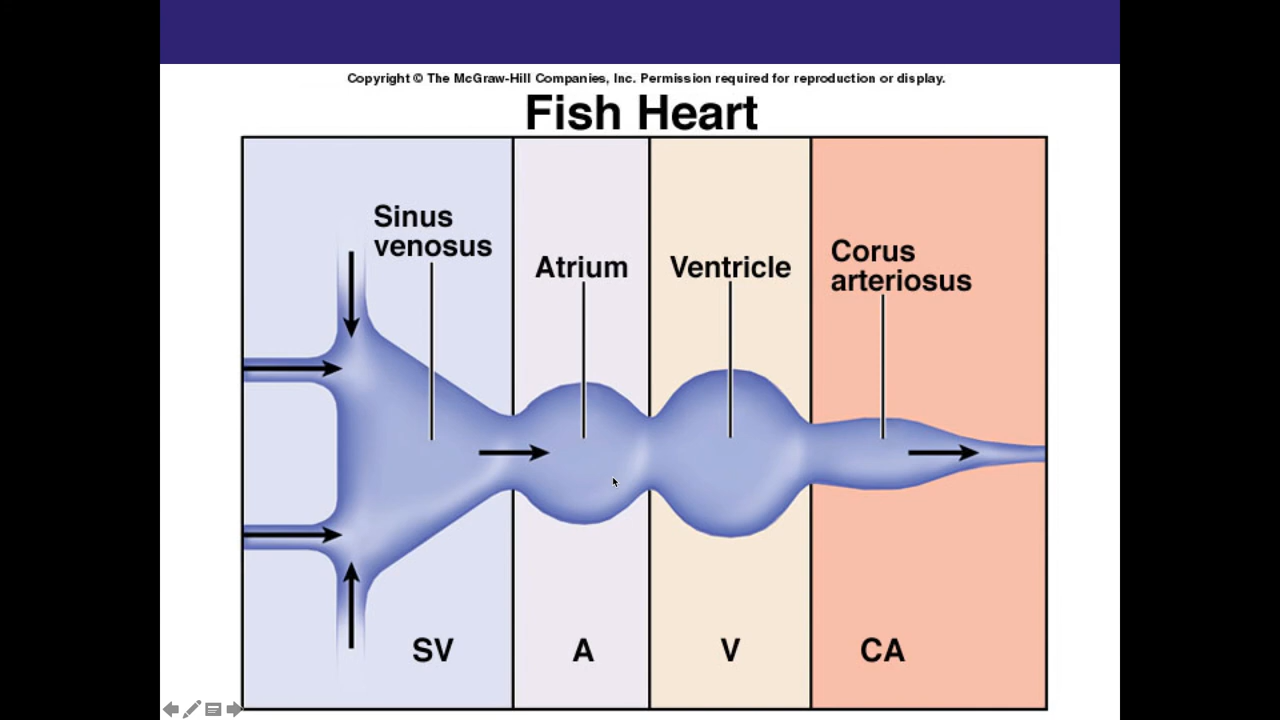 Copyright © The McGraw-Hill Companies, Inc. Permission required for reproduction or display.
Fish Heart
Sinus
venosus
Atrium
Ventricle
Corus
arteriosus
SV
A
V
CA